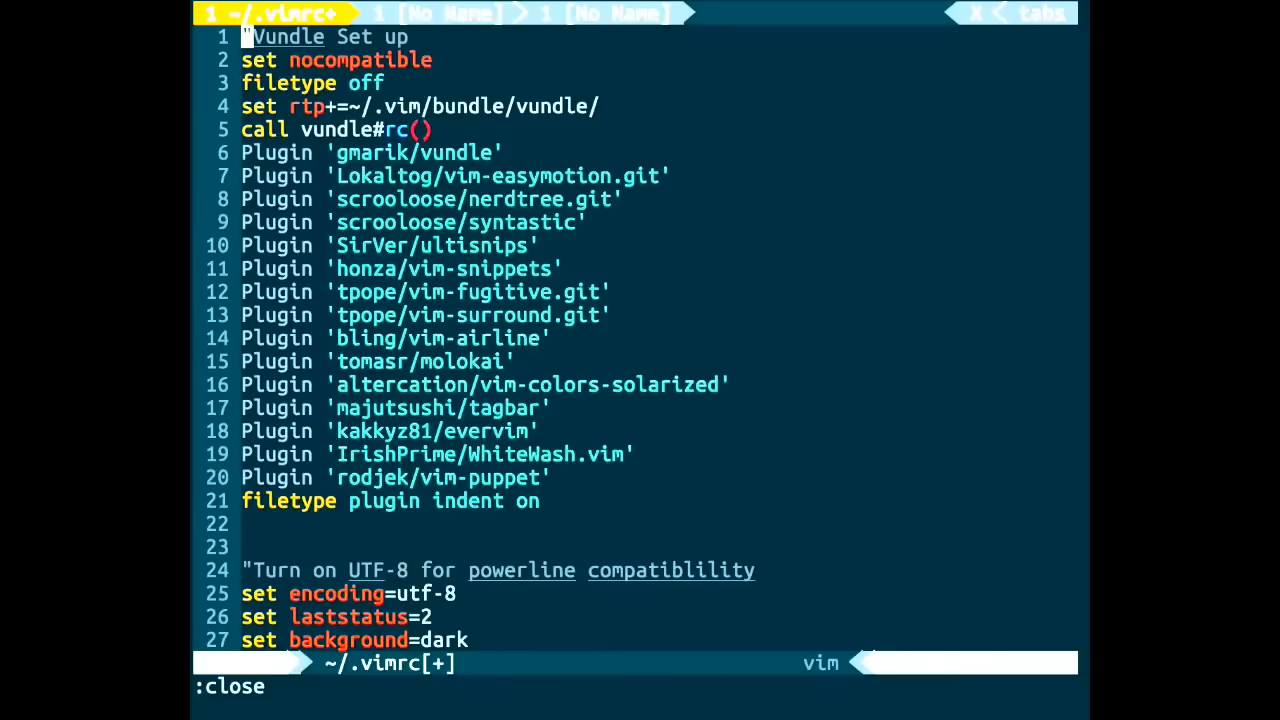 1 ~/.vimrc+ 1 [No Name] 1 [No Name] X tabs
1 "Vundle Set up
2 set nocompatible
3 filetype off
4 set rtp+=~/.vim/bundle/vundle/
5 call vundle#rc()
6 Plugin 'gmarik/vundle'
7 Plugin 'Lokaltog/vim-easymotion.git'
8 Plugin 'scrooloose/nerdtree.git'
9 Plugin 'scrooloose/syntastic'
10 Plugin 'SirVer/ultisnips'
11 Plugin 'honza/vim-snippets'
12 Plugin 'tpope/vim-fugitive.git'
13 Plugin 'tpope/vim-surround.git'
14 Plugin 'bling/vim-airline'
15 Plugin 'tomasr/molokai'
16 Plugin 'altercation/vim-colors-solarized'
17 Plugin 'majutsushi/tagbar'
18 Plugin 'kakkyz81/evervim'
19 Plugin 'IrishPrime/WhiteWash.vim'
20 Plugin 'rodjek/vim-puppet'
21 filetype plugin indent on
22
23
24 "Turn on UTF-8 for powerline compatiblility
25 set encoding=utf-8
26 set laststatus=2
27 set background=dark
~/.vimrc[+] vim
:close